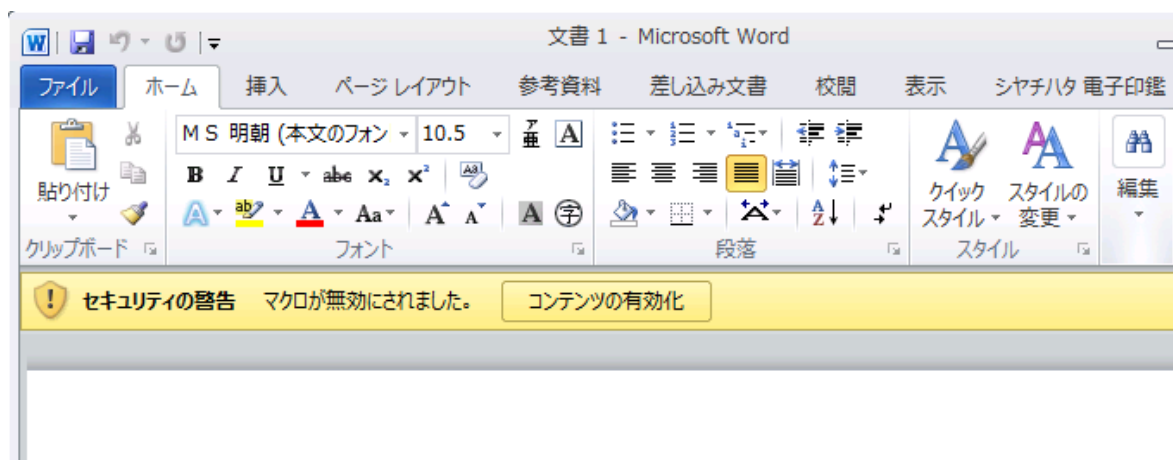 文書 1 - Microsoft Word
ファイル ホーム 挿入 ページ レイアウト 参考資料 差し込み文書 校閲 表示 シヤチハタ 電子印鑑
ＭＳ 明朝 (本文のフォン 10.5
貼り付け
クイック スタイル
スタイルの 変更
編集
クリップボード フォント 段落 スタイル
セキュリティの警告 マクロが無効にされました。 コンテンツの有効化